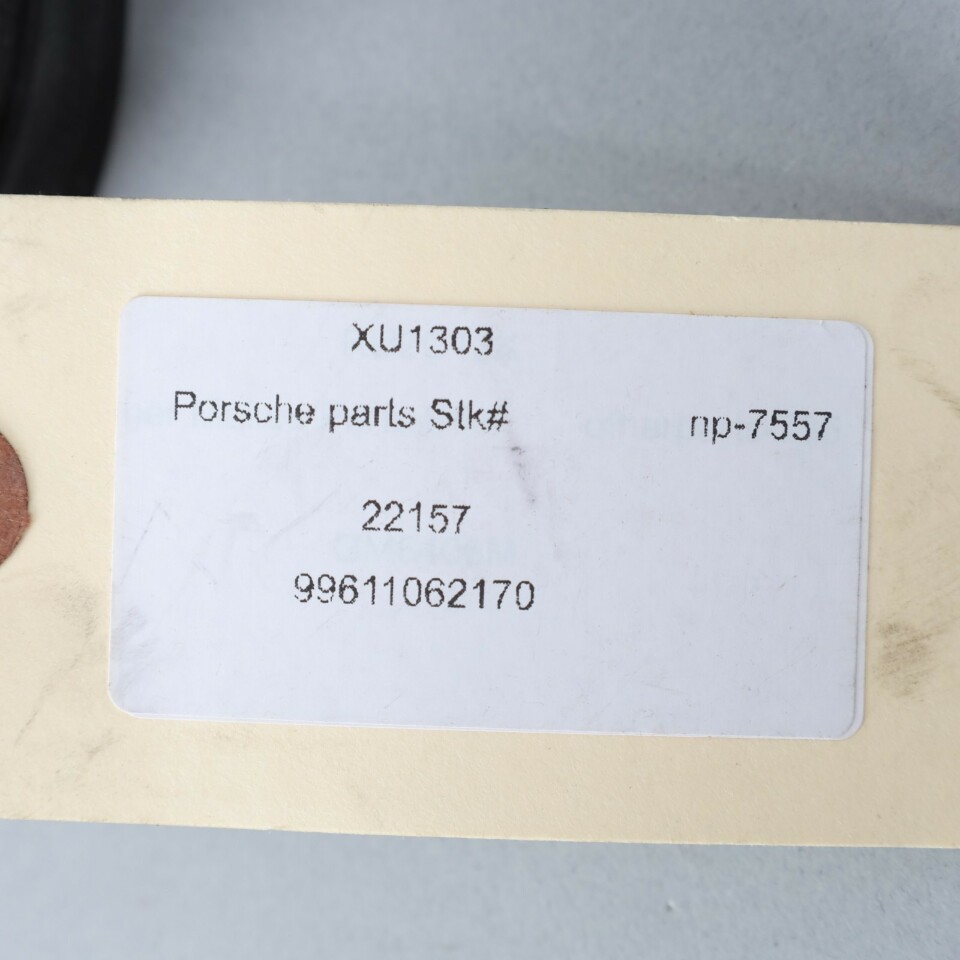 XU1303
Porsche parts Stk# np-7557
22157
99611062170